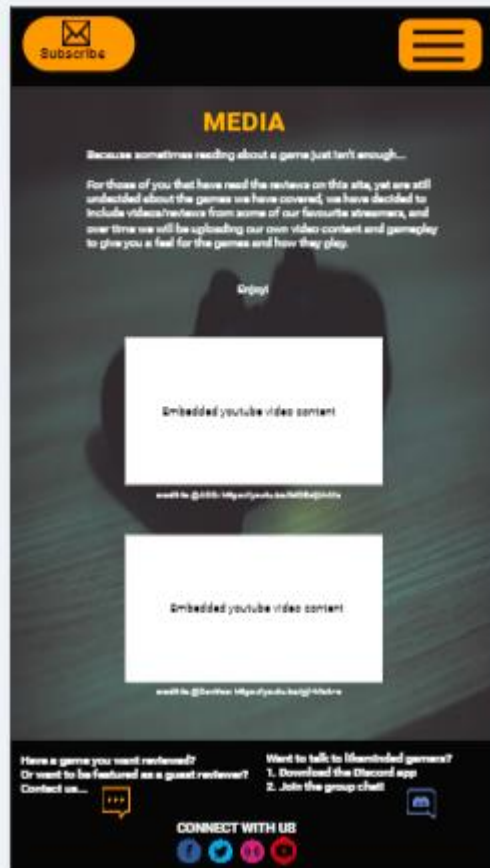 Subscribe
MEDIA
Because sometimes reading about a game just isn't enough...
For those of you that have read the reviews on this site, yet are still
undecided about the games we have covered, we have decided to
include videos/reviews from some of our favourite streamers, and
over time we will be uploading our own video content and gameplay
to give you a feel for the games and how they play.
Enjoy!
Embedded youtube video content
Embedded youtube video content
Have a game you want reviewed?
Or want to be featured as a guest reviewer?
Contact us...
Want to talk to likeminded gamers?
1. Download the Discord app
2. Join the group chat!
CONNECT WITH US